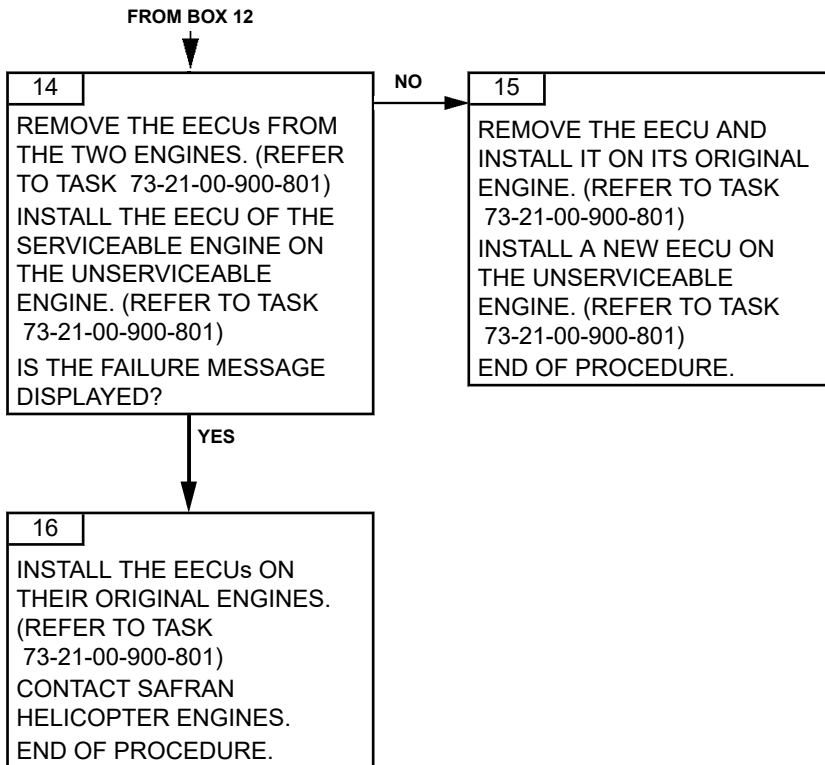 FROM BOX 12
14
REMOVE THE EECUs FROM
THE TWO ENGINES. (REFER
TO TASK 73-21-00-900-801)
INSTALL THE EECU OF THE
SERVICEABLE ENGINE ON
THE UNSERVICEABLE
ENGINE. (REFER TO TASK
73-21-00-900-801)
IS THE FAILURE MESSAGE
DISPLAYED?
NO
15
REMOVE THE EECU AND
INSTALL IT ON ITS ORIGINAL
ENGINE. (REFER TO TASK
73-21-00-900-801)
INSTALL A NEW EECU ON
THE UNSERVICEABLE
ENGINE. (REFER TO TASK
73-21-00-900-801)
END OF PROCEDURE.
YES
16
INSTALL THE EECUs ON
THEIR ORIGINAL ENGINES.
(REFER TO TASK
73-21-00-900-801)
CONTACT SAFRAN
HELICOPTER ENGINES.
END OF PROCEDURE.